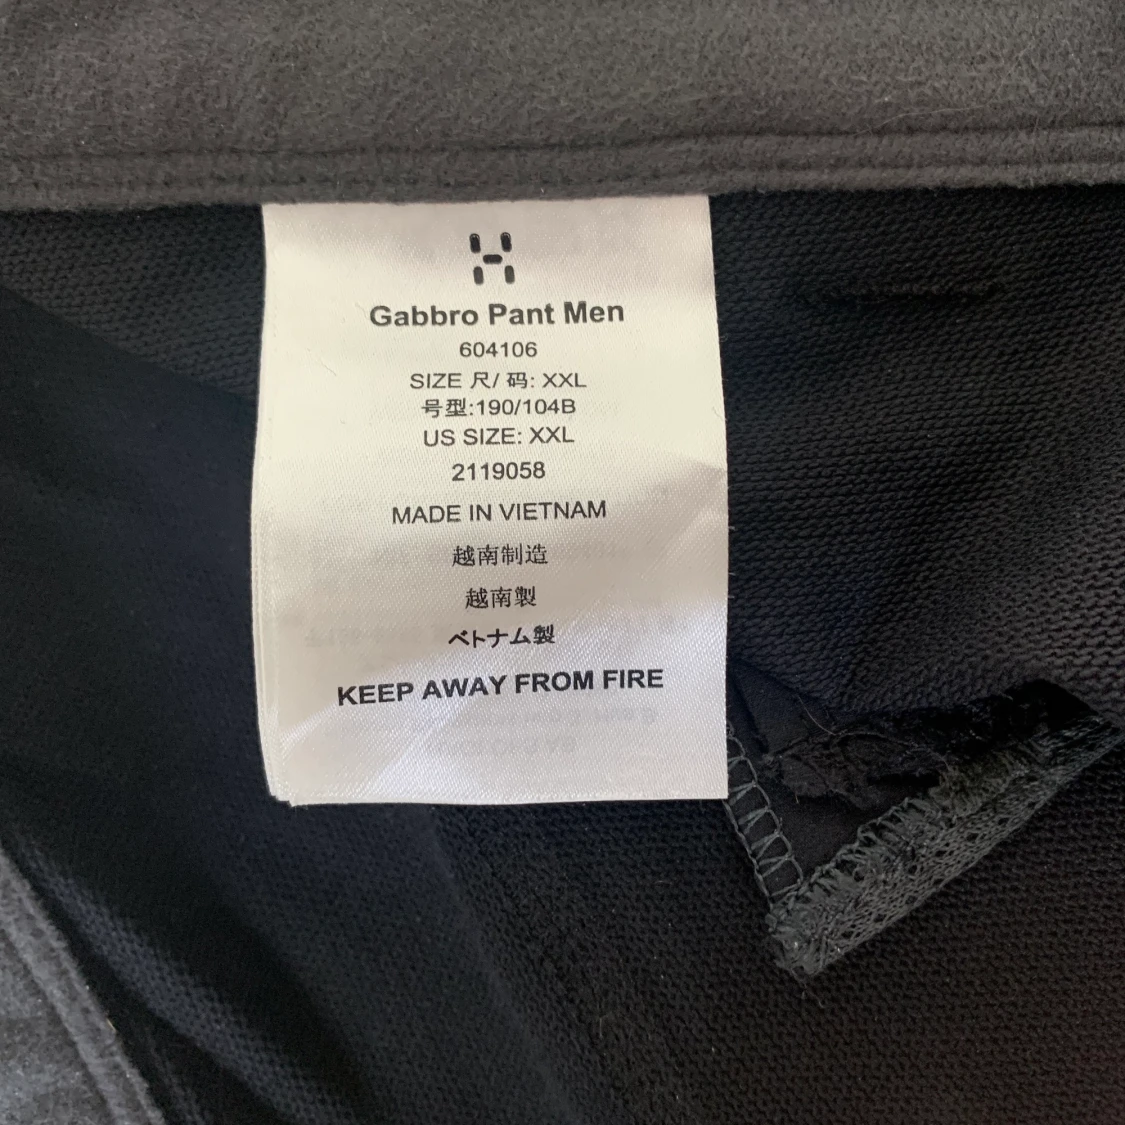 Gabbro Pant Men
604106
SIZE 尺/ 码: XXL
号型:190/104B
US SIZE: XXL
2119058
MADE IN VIETNAM
越南制造
越南製
ベトナム製
KEEP AWAY FROM FIRE